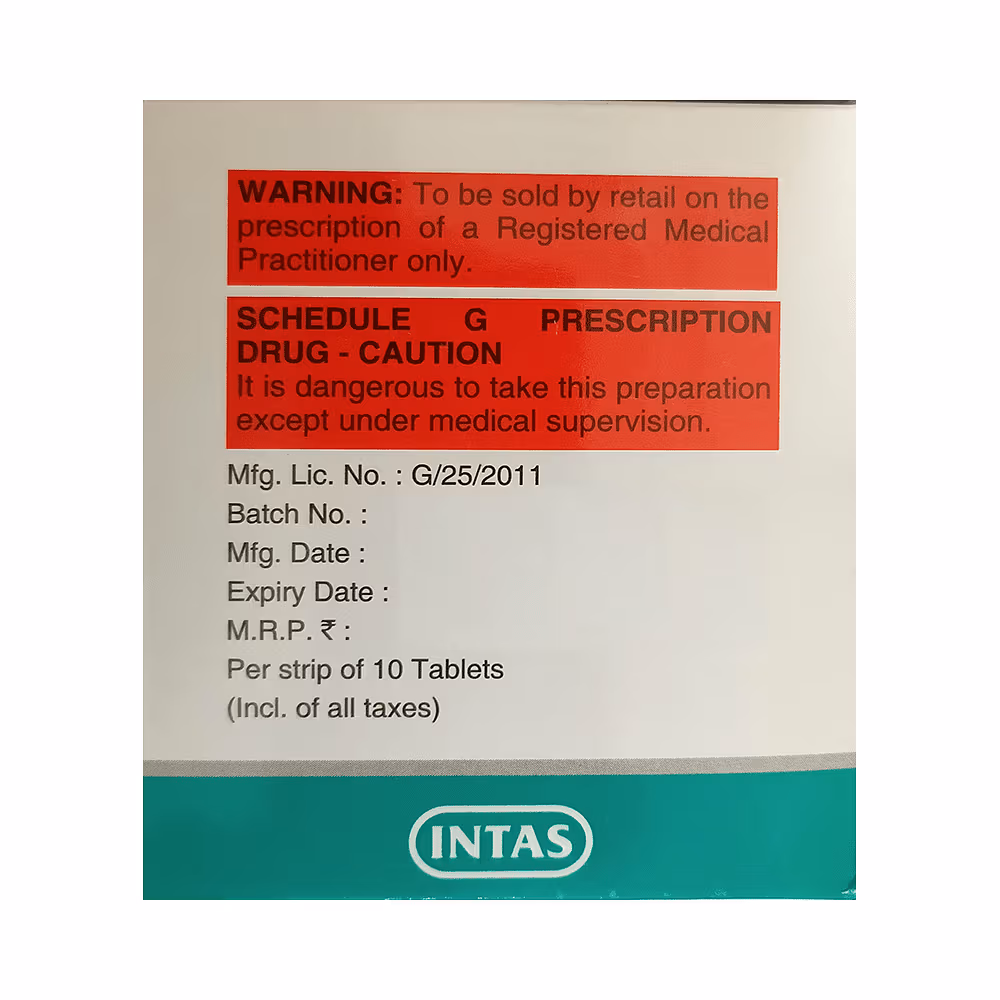 WARNING: To be sold by retail on the
prescription of a Registered Medical
Practitioner only.
SCHEDULE G PRESCRIPTION
DRUG - CAUTION
It is dangerous to take this preparation
except under medical supervision.
Mfg. Lic. No. : G/25/2011
Batch No. :
Mfg. Date :
Expiry Date :
M.R.P. ₹ :
Per strip of 10 Tablets
(Incl. of all taxes)
INTAS